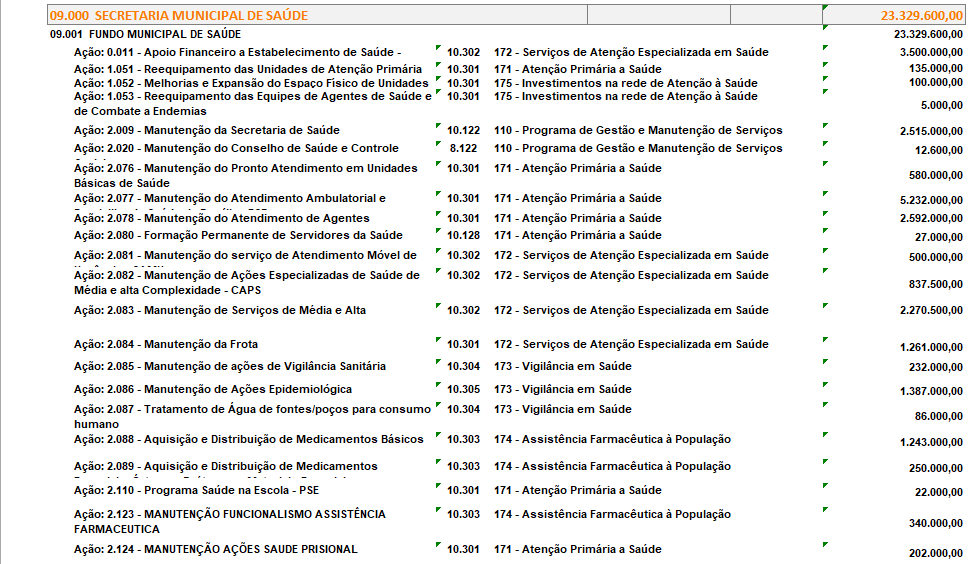 09.000 SECRETARIA MUNICIPAL DE SAÚDE 23.329.600,00
09.001 FUNDO MUNICIPAL DE SAÚDE 23.329.600,00
Ação: 0.011 - Apoio Financeiro a Estabelecimento de Saúde - 10.302 172 - Serviços de Atenção Especializada em Saúde 3.500.000,00
Ação: 1.051 - Reequipamento das Unidades de Atenção Primária 10.301 171 - Atenção Primária a Saúde 135.000,00
Ação: 1.052 - Melhorias e Expansão do Espaço Físico de Unidades 10.301 175 - Investimentos na rede de Atenção à Saúde 100.000,00
Ação: 1.053 - Reequipamento das Equipes de Agentes de Saúde e 10.301 175 - Investimentos na rede de Atenção à Saúde
de Combate a Endemias 5.000,00
Ação: 2.009 - Manutenção da Secretaria de Saúde 10.122 110 - Programa de Gestão e Manutenção de Serviços 2.515.000,00
Ação: 2.020 - Manutenção do Conselho de Saúde e Controle 8.122 110 - Programa de Gestão e Manutenção de Serviços 12.600,00
Ação: 2.076 - Manutenção do Pronto Atendimento em Unidades 10.301 171 - Atenção Primária a Saúde
Básicas de Saúde 580.000,00
Ação: 2.077 - Manutenção do Atendimento Ambulatorial e 10.301 171 - Atenção Primária a Saúde 5.232.000,00
Ação: 2.078 - Manutenção do Atendimento de Agentes 10.301 171 - Atenção Primária a Saúde 2.592.000,00
Ação: 2.080 - Formação Permanente de Servidores da Saúde 10.128 171 - Atenção Primária a Saúde 27.000,00
Ação: 2.081 - Manutenção do serviço de Atendimento Móvel de 10.302 172 - Serviços de Atenção Especializada em Saúde 500.000,00
Ação: 2.082 - Manutenção de Ações Especializadas de Saúde de 10.302 172 - Serviços de Atenção Especializada em Saúde
Média e alta Complexidade - CAPS 837.500,00
Ação: 2.083 - Manutenção de Serviços de Média e Alta 10.302 172 - Serviços de Atenção Especializada em Saúde 2.270.500,00
Ação: 2.084 - Manutenção da Frota 10.301 172 - Serviços de Atenção Especializada em Saúde 1.261.000,00
Ação: 2.085 - Manutenção de ações de Vigilância Sanitária 10.304 173 - Vigilância em Saúde 232.000,00
Ação: 2.086 - Manutenção de Ações Epidemiológica 10.305 173 - Vigilância em Saúde 1.387.000,00
Ação: 2.087 - Tratamento de Água de fontes/poços para consumo 10.304 173 - Vigilância em Saúde
humano 86.000,00
Ação: 2.088 - Aquisição e Distribuição de Medicamentos Básicos 10.303 174 - Assistência Farmacêutica à População 1.243.000,00
Ação: 2.089 - Aquisição e Distribuição de Medicamentos 10.303 174 - Assistência Farmacêutica à População 250.000,00
Ação: 2.110 - Programa Saúde na Escola - PSE 10.301 171 - Atenção Primária a Saúde 22.000,00
Ação: 2.123 - MANUTENÇÃO FUNCIONALISMO ASSISTÊNCIA 10.303 174 - Assistência Farmacêutica à População
FARMACEUTICA 340.000,00
Ação: 2.124 - MANUTENÇÃO AÇÕES SAUDE PRISIONAL 10.301 171 - Atenção Primária a Saúde 202.000,00